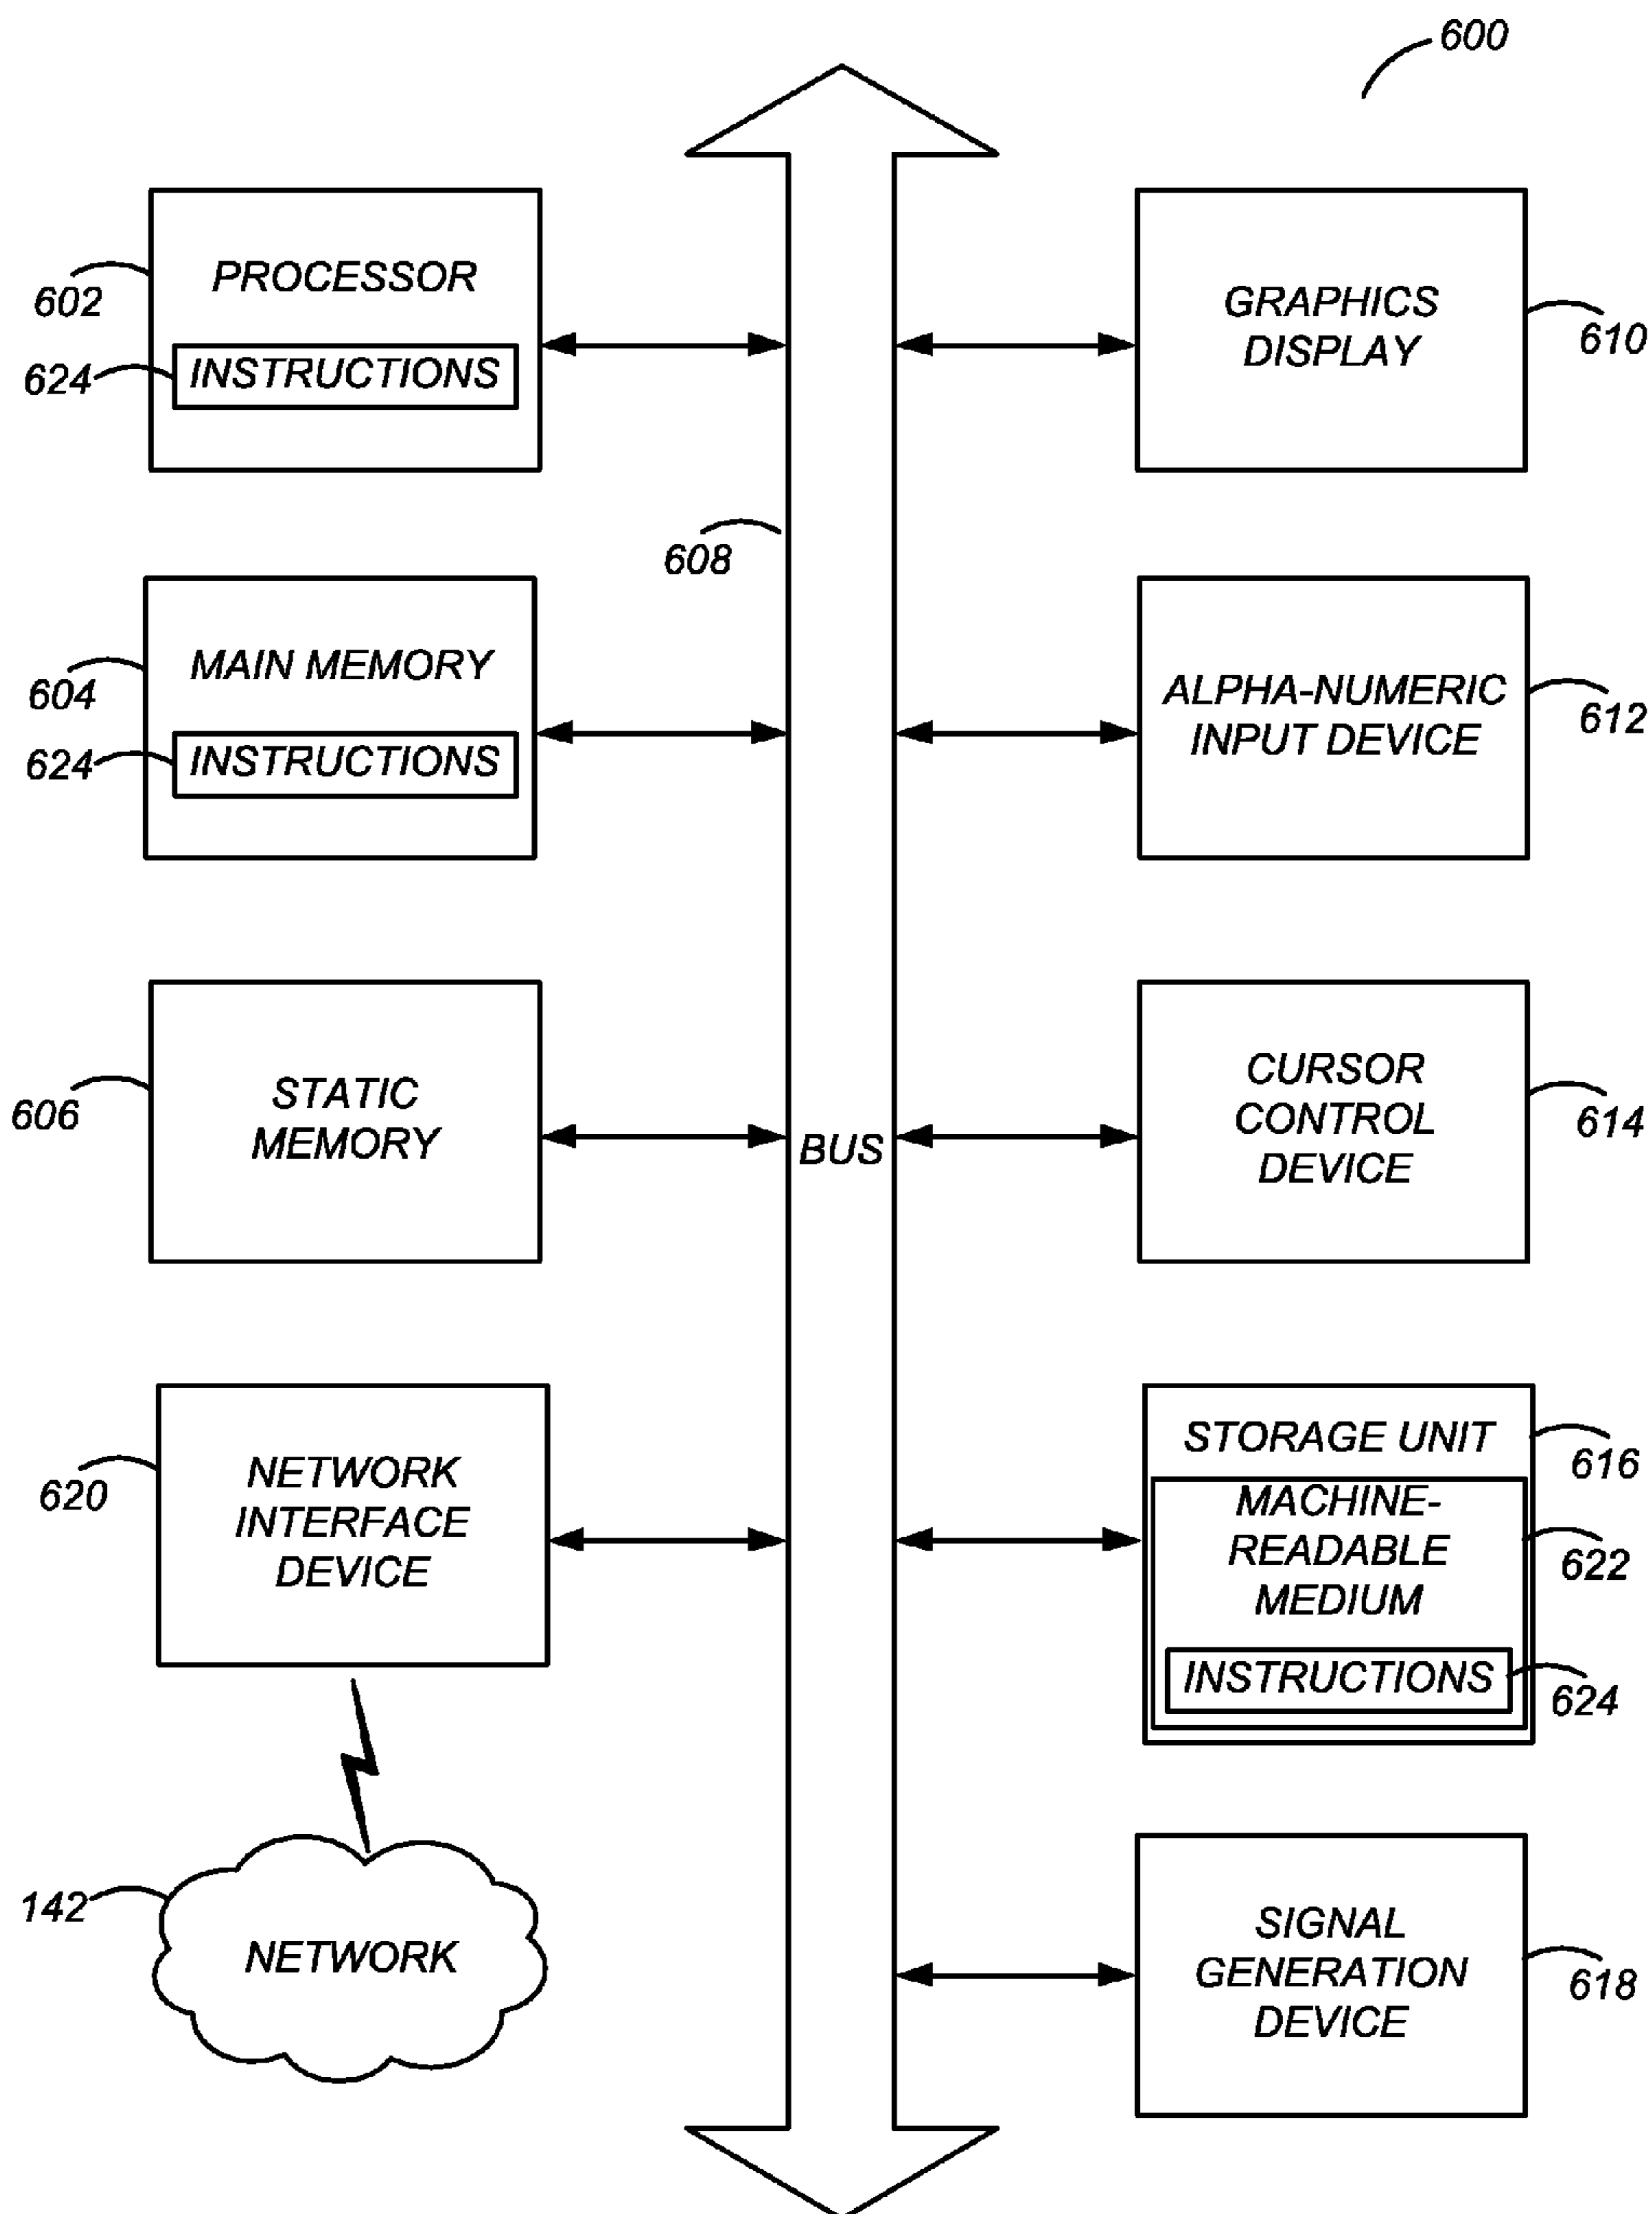 600
PROCESSOR
602
624
INSTRUCTIONS
GRAPHICS
DISPLAY
610
608
MAIN MEMORY
604
624
INSTRUCTIONS
ALPHA-NUMERIC
INPUT DEVICE
612
STATIC
MEMORY
606
BUS
CURSOR
CONTROL
DEVICE
614
NETWORK
INTERFACE
DEVICE
620
STORAGE UNIT
616
MACHINE-
READABLE
MEDIUM
622
INSTRUCTIONS
624
142
NETWORK
SIGNAL
GENERATION
DEVICE
618